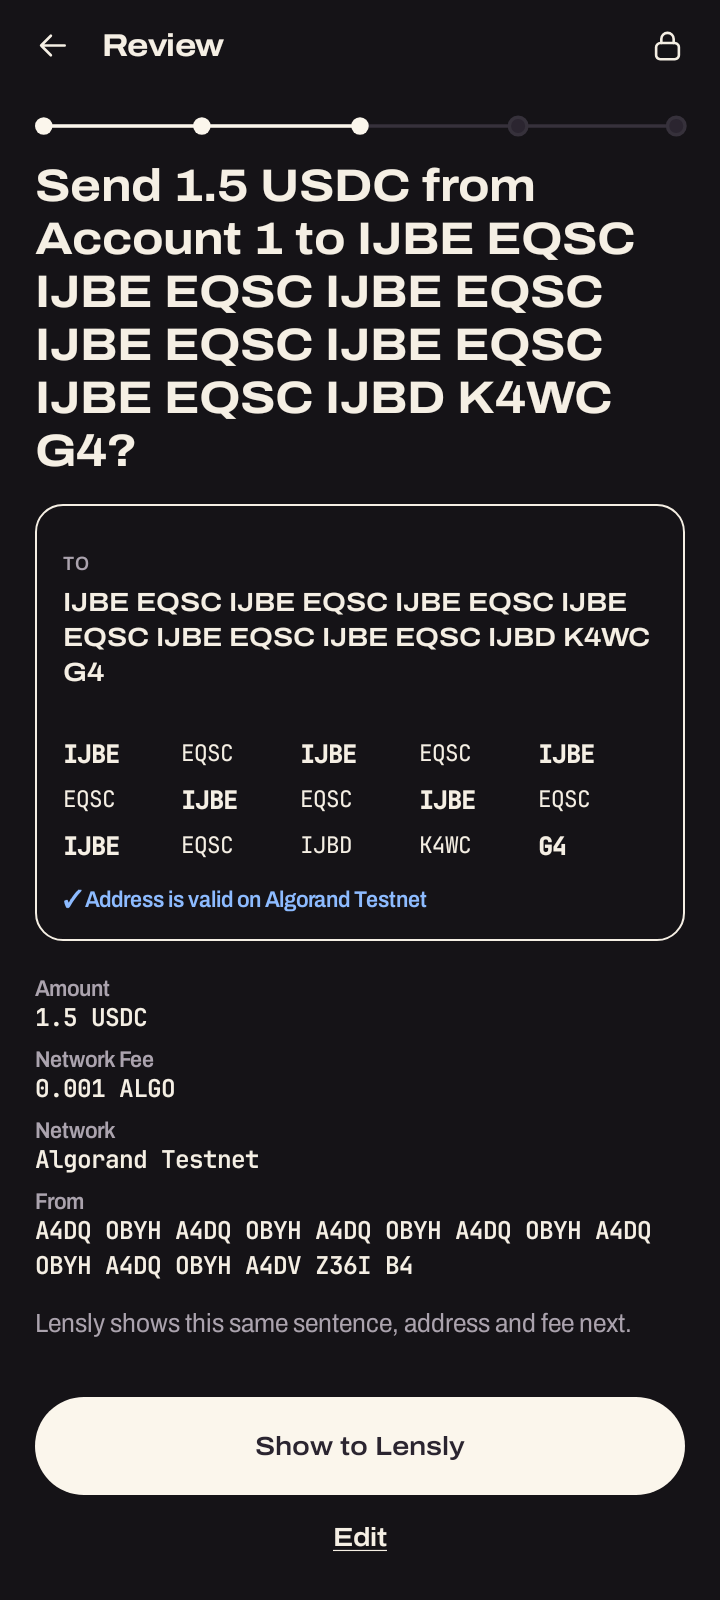 Review
Send 1.5 USDC from
Account 1 to IJBE EQSC
IJBE EQSC IJBE EQSC
IJBE EQSC IJBE EQSC
IJBE EQSC IJBD K4WC
G4?
TO
IJBE EQSC IJBE EQSC IJBE EQSC IJBE
EQSC IJBE EQSC IJBE EQSC IJBD K4WC
G4
IJBE EQSC IJBE EQSC IJBE
EQSC IJBE EQSC IJBE EQSC
IJBE EQSC IJBD K4WC G4
✓ Address is valid on Algorand Testnet
Amount
1.5 USDC
Network Fee
0.001 ALGO
Network
Algorand Testnet
From
A4DQ OBYH A4DQ OBYH A4DQ OBYH A4DQ OBYH A4DQ
OBYH A4DQ OBYH A4DV Z36I B4
Lensly shows this same sentence, address and fee next.
Show to Lensly
Edit